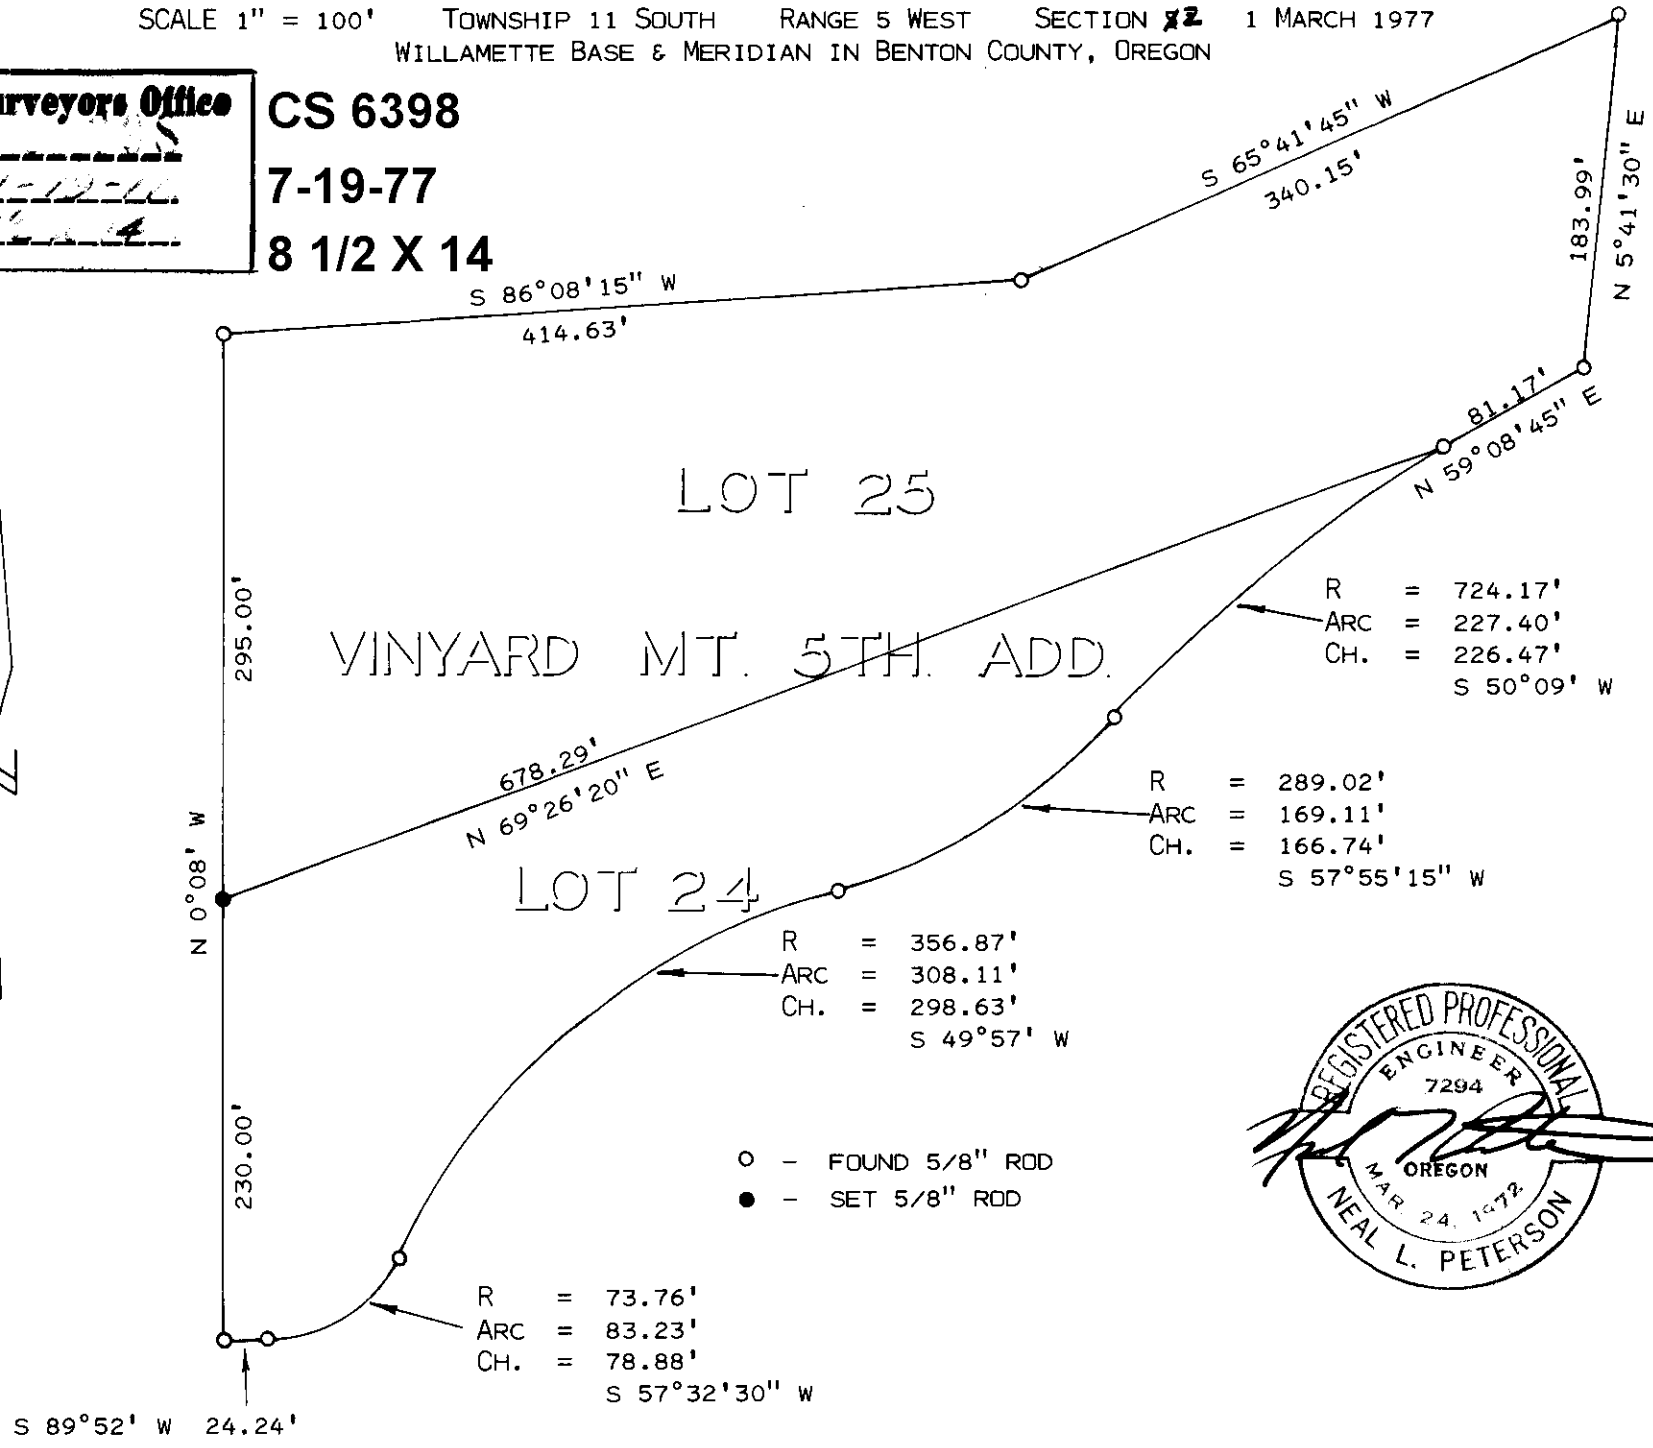 SCALE 1" = 100' TOWNSHIP 11 SOUTH RANGE 5 WEST SECTION 1 MARCH 1977
WILLAMETTE BASE & MERIDIAN IN BENTON COUNTY, OREGON
Office
CS 6398
7-19-77
8 1/2 X 14
S 65°41'45" W
340.15'
183.99'
N 5°41'30" E
S 86°08'15" W
414.63'
81.17'
N 59°08'45" E
LOT 25
295.00'
VINYARD MT. 5TH. ADD.
R = 724.17'
ARC = 227.40'
CH. = 226.47'
S 50°09' W
678.29'
N 69°26'20" E
R = 289.02'
ARC = 169.11'
CH. = 166.74'
S 57°55'15" W
N 0°08' W
LOT 24
R = 356.87'
ARC = 308.11'
CH. = 298.63'
S 49°57' W
230.00'
○ - FOUND 5/8" ROD
● - SET 5/8" ROD
REGISTERED PROFESSIONAL
ENGINEER
7294
OREGON
MAR. 24, 1972
NEAL L. PETERSON
R = 73.76'
ARC = 83.23'
CH. = 78.88'
S 57°32'30" W
S 89°52' W 24.24'